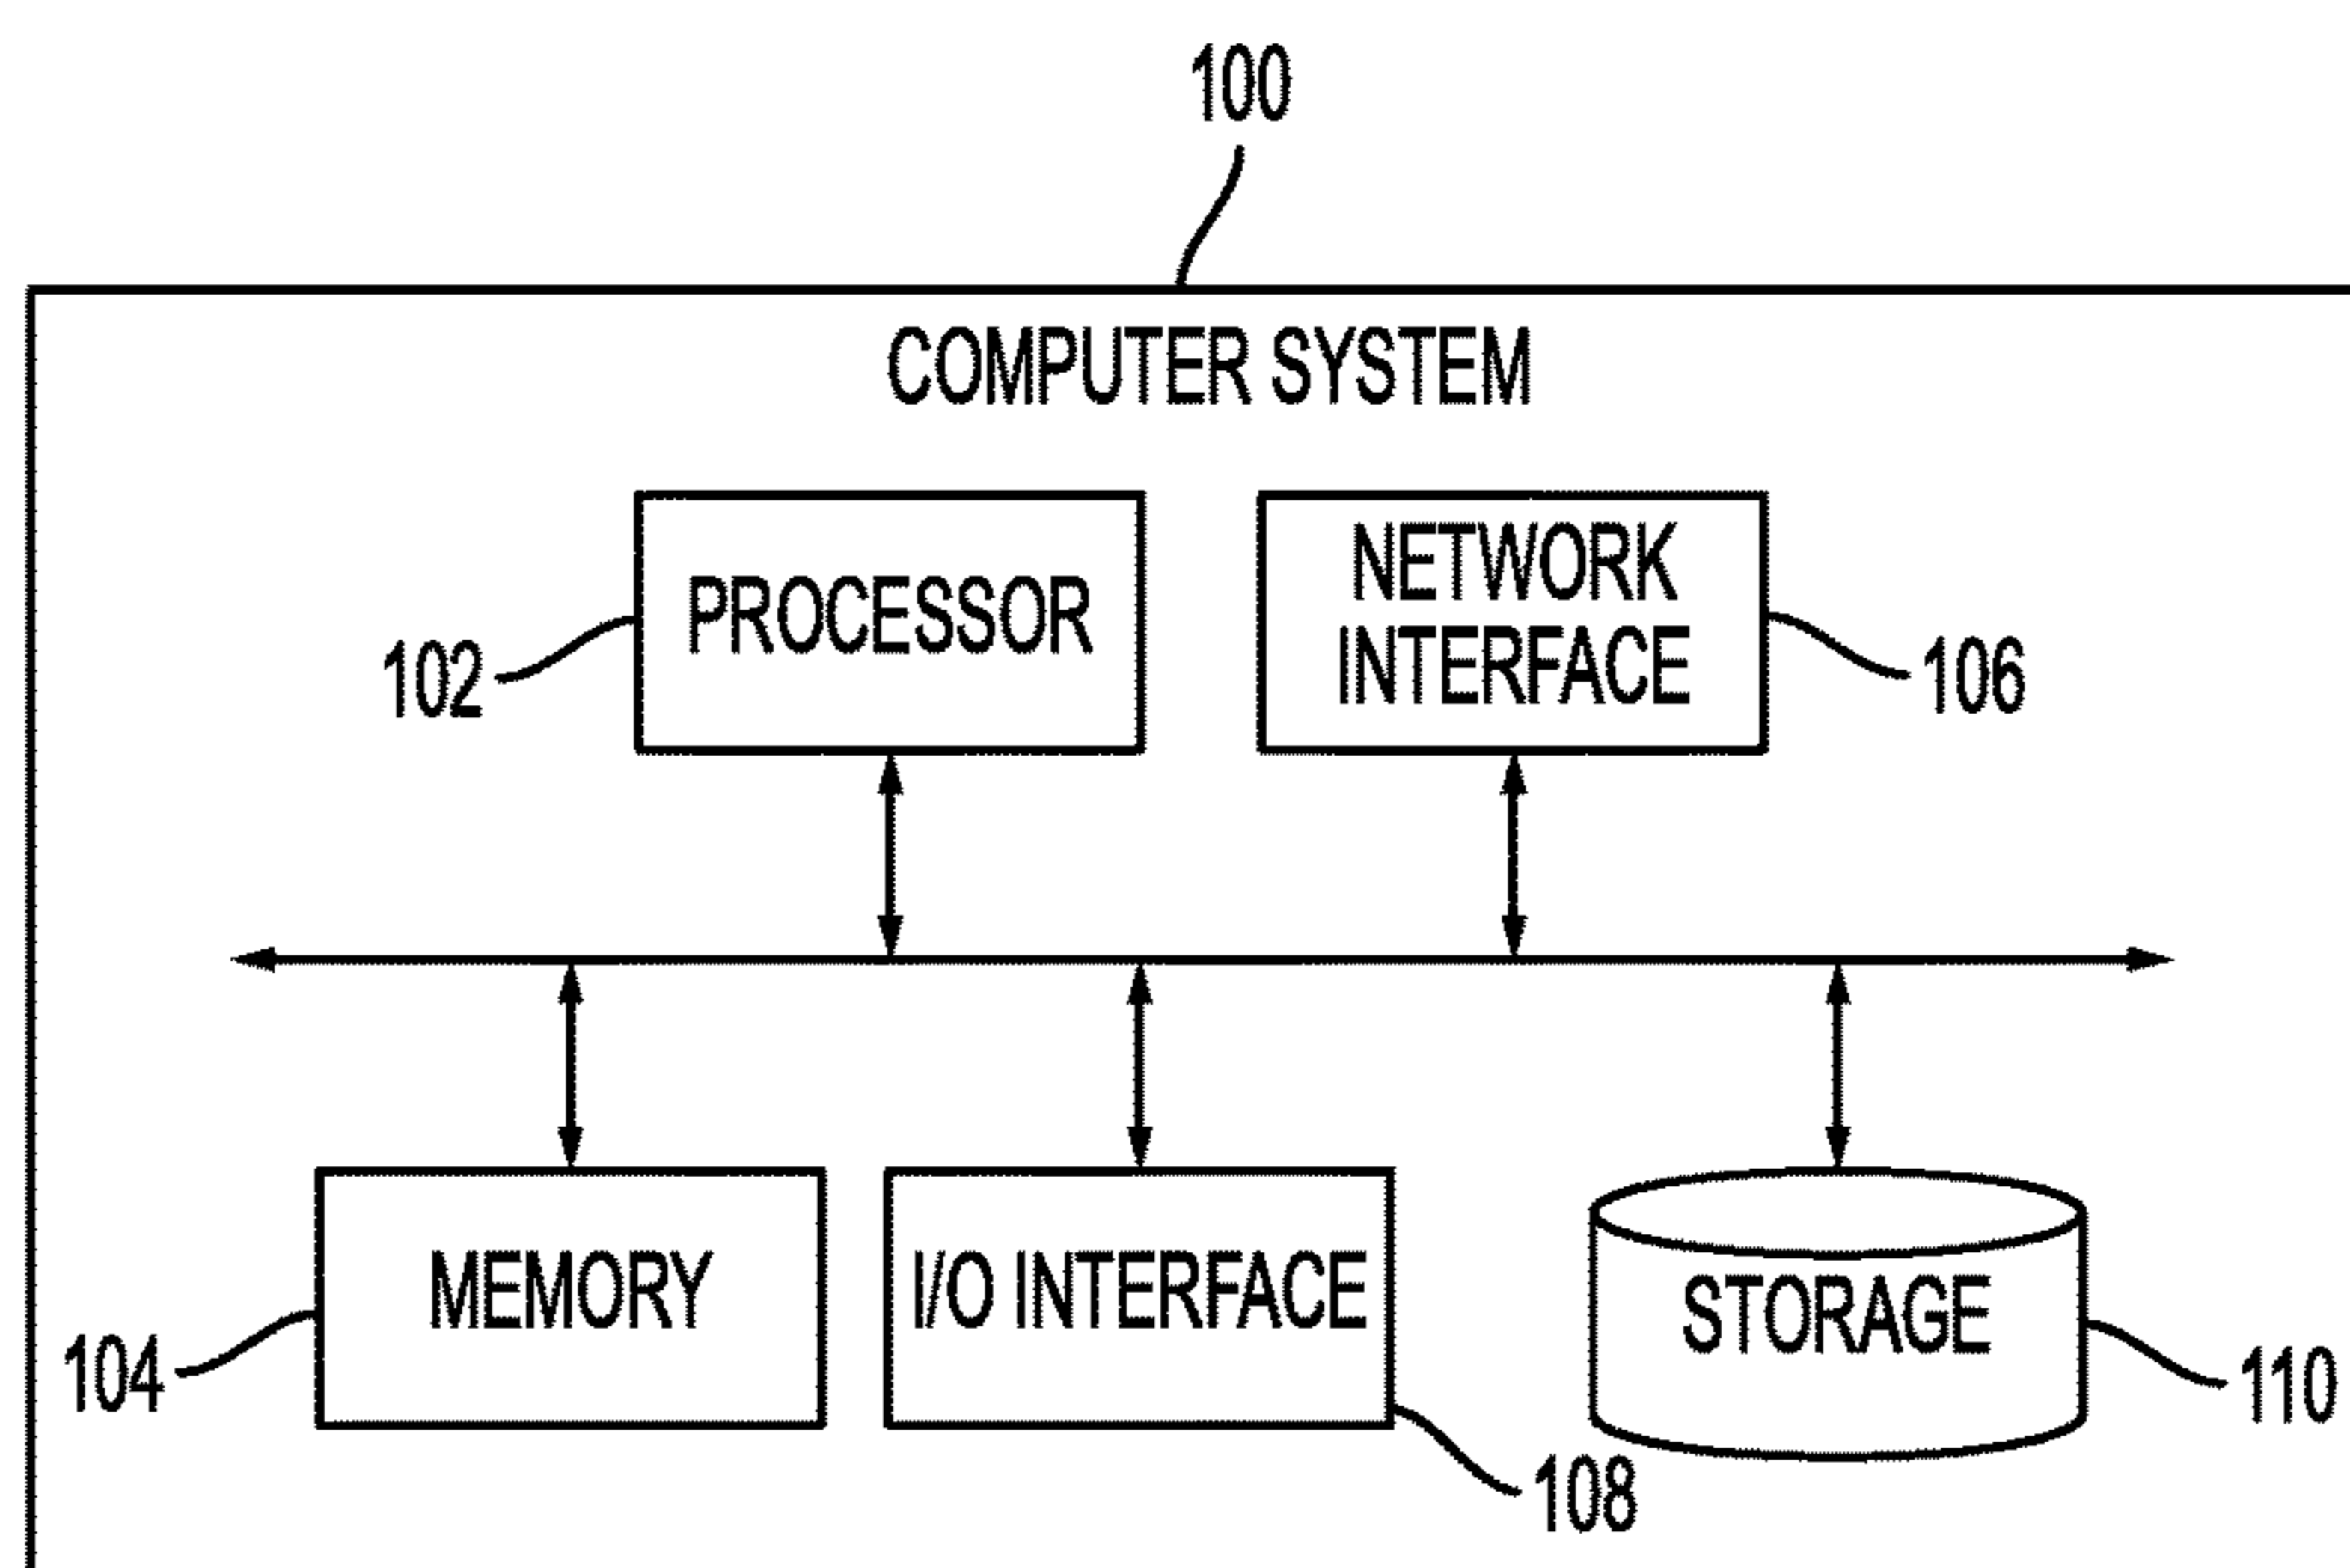 100
COMPUTER SYSTEM
PROCESSOR
NETWORK
INTERFACE
102
106
MEMORY
I/O INTERFACE
STORAGE
104
108
110